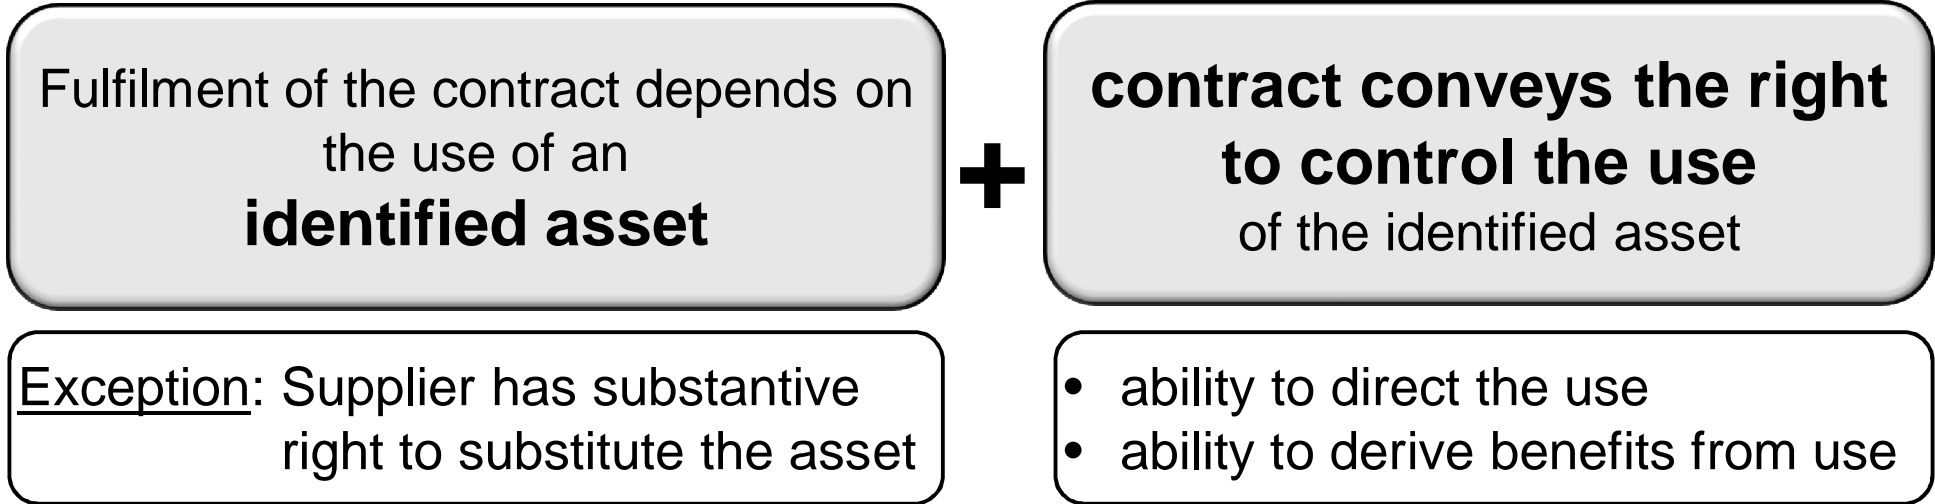 Fulfilment of the contract depends on
the use of an
identified asset
+
contract conveys the right
to control the use
of the identified asset
Exception: Supplier has substantive
right to substitute the asset
• ability to direct the use
• ability to derive benefits from use